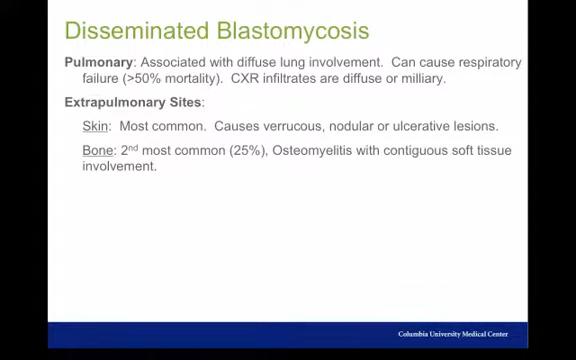 Disseminated Blastomycosis
Pulmonary: Associated with diffuse lung involvement. Can cause respiratory
failure (>50% mortality). CXR infiltrates are diffuse or milliary.
Extrapulmonary Sites:
Skin: Most common. Causes verrucous, nodular or ulcerative lesions.
Bone: 2nd most common (25%), Osteomyelitis with contiguous soft tissue
involvement.
Columbia University Medical Center